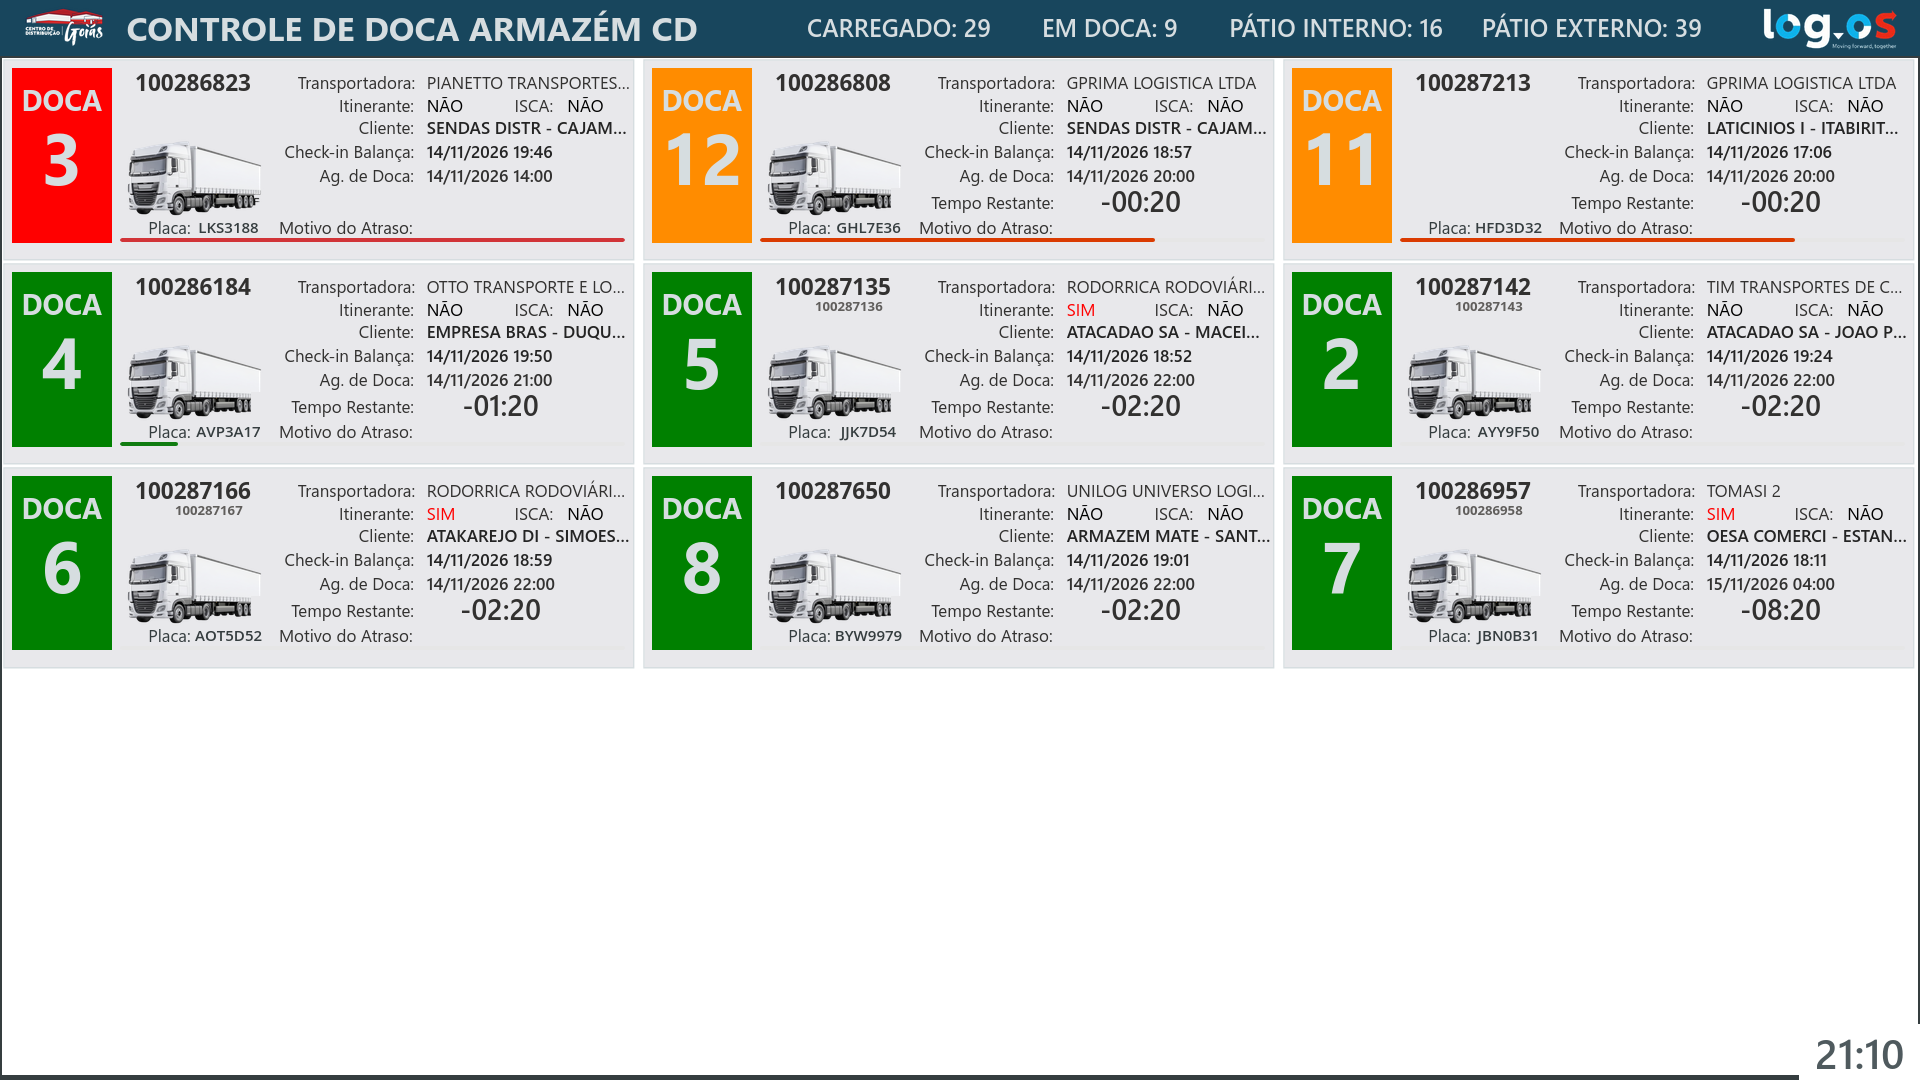 CENTRO DE
DISTRIBUIÇÃO
Goiás
CONTROLE DE DOCA ARMAZÉM CD
CARREGADO: 29
EM DOCA: 9
PÁTIO INTERNO: 16
PÁTIO EXTERNO: 39
log.os
Moving forward, together
DOCA
3
100286823
Transportadora: PIANETTO TRANSPORTES...
Itinerante: NÃO ISCA: NÃO
Cliente: SENDAS DISTR - CAJAM...
Check-in Balança: 14/11/2026 19:46
Ag. de Doca: 14/11/2026 14:00
Placa: LKS3188 Motivo do Atraso:
DOCA
12
100286808
Transportadora: GPRIMA LOGISTICA LTDA
Itinerante: NÃO ISCA: NÃO
Cliente: SENDAS DISTR - CAJAM...
Check-in Balança: 14/11/2026 18:57
Ag. de Doca: 14/11/2026 20:00
Tempo Restante: -00:20
Placa: GHL7E36 Motivo do Atraso:
DOCA
11
100287213
Transportadora: GPRIMA LOGISTICA LTDA
Itinerante: NÃO ISCA: NÃO
Cliente: LATICINIOS I - ITABIRIT...
Check-in Balança: 14/11/2026 17:06
Ag. de Doca: 14/11/2026 20:00
Tempo Restante: -00:20
Placa: HFD3D32 Motivo do Atraso:
DOCA
4
100286184
Transportadora: OTTO TRANSPORTE E LO...
Itinerante: NÃO ISCA: NÃO
Cliente: EMPRESA BRAS - DUQU...
Check-in Balança: 14/11/2026 19:50
Ag. de Doca: 14/11/2026 21:00
Tempo Restante: -01:20
Placa: AVP3A17 Motivo do Atraso:
DOCA
5
100287135
100287136
Transportadora: RODORRICA RODOVIÁRI...
Itinerante: SIM ISCA: NÃO
Cliente: ATACADAO SA - MACEI...
Check-in Balança: 14/11/2026 18:52
Ag. de Doca: 14/11/2026 22:00
Tempo Restante: -02:20
Placa: JJK7D54 Motivo do Atraso:
DOCA
2
100287142
100287143
Transportadora: TIM TRANSPORTES DE C...
Itinerante: NÃO ISCA: NÃO
Cliente: ATACADAO SA - JOAO P...
Check-in Balança: 14/11/2026 19:24
Ag. de Doca: 14/11/2026 22:00
Tempo Restante: -02:20
Placa: AYY9F50 Motivo do Atraso:
DOCA
6
100287166
100287167
Transportadora: RODORRICA RODOVIÁRI...
Itinerante: SIM ISCA: NÃO
Cliente: ATAKAREJO DI - SIMOES...
Check-in Balança: 14/11/2026 18:59
Ag. de Doca: 14/11/2026 22:00
Tempo Restante: -02:20
Placa: AOT5D52 Motivo do Atraso:
DOCA
8
100287650
Transportadora: UNILOG UNIVERSO LOGI...
Itinerante: NÃO ISCA: NÃO
Cliente: ARMAZEM MATE - SANT...
Check-in Balança: 14/11/2026 19:01
Ag. de Doca: 14/11/2026 22:00
Tempo Restante: -02:20
Placa: BYW9979 Motivo do Atraso:
DOCA
7
100286957
100286958
Transportadora: TOMASI 2
Itinerante: SIM ISCA: NÃO
Cliente: OESA COMERCI - ESTAN...
Check-in Balança: 14/11/2026 18:11
Ag. de Doca: 15/11/2026 04:00
Tempo Restante: -08:20
Placa: JBN0B31 Motivo do Atraso:
21:10